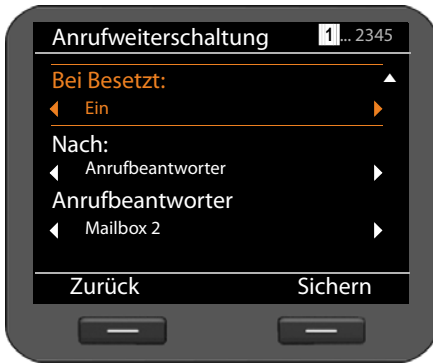 Anrufweiterschaltung 1 ... 2345
Bei Besetzt:
Ein
Nach:
Anrufbeantworter
Anrufbeantworter
Mailbox 2
Zurück Sichern